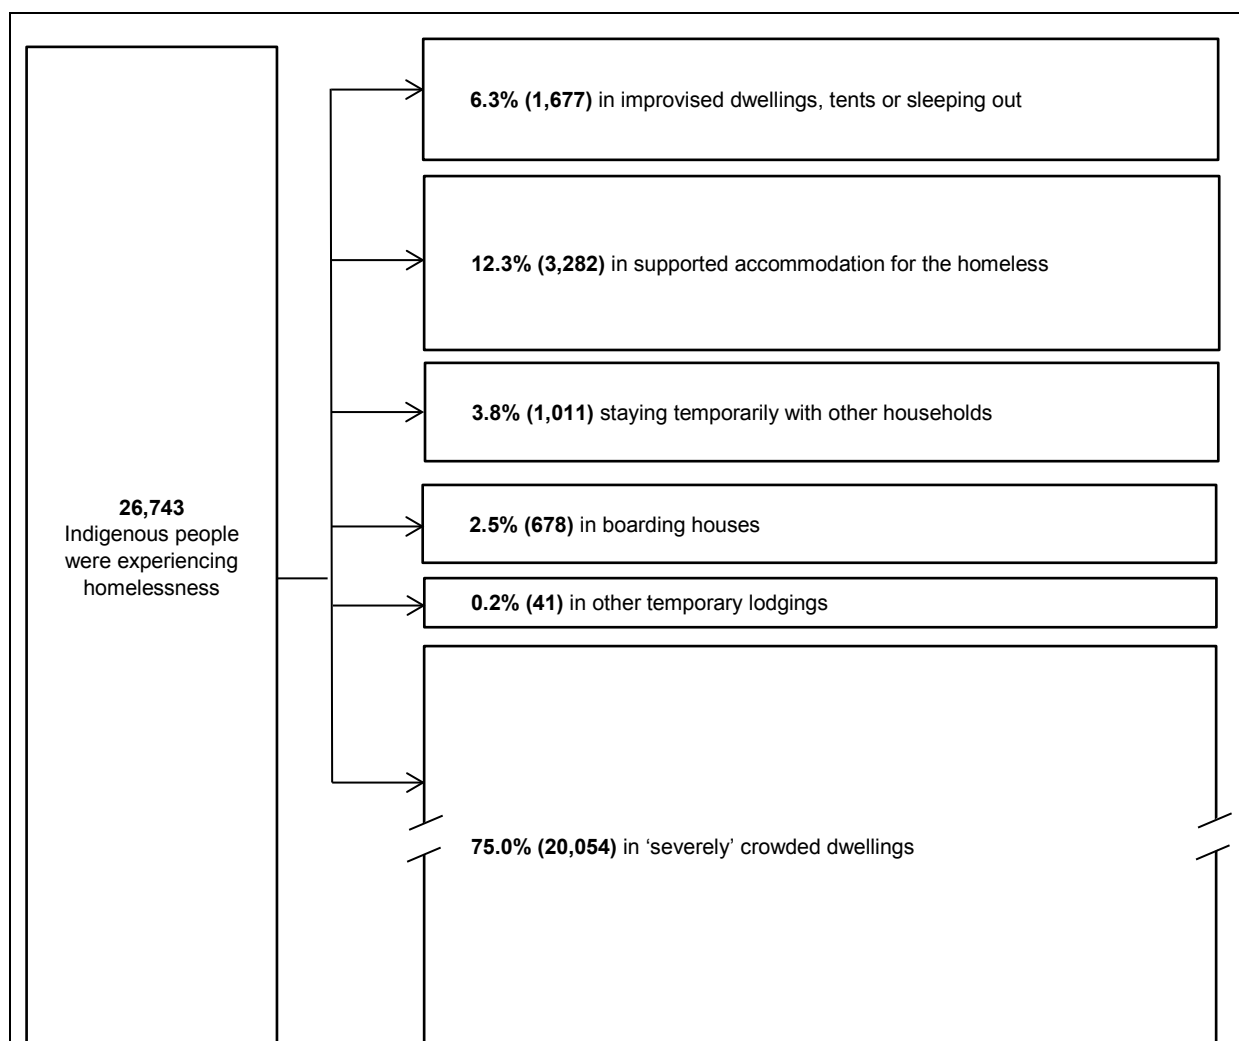 26,743
Indigenous people
were experiencing
homelessness
6.3% (1,677) in improvised dwellings, tents or sleeping out
12.3% (3,282) in supported accommodation for the homeless
3.8% (1,011) staying temporarily with other households
2.5% (678) in boarding houses
0.2% (41) in other temporary lodgings
75.0% (20,054) in ‘severely’ crowded dwellings